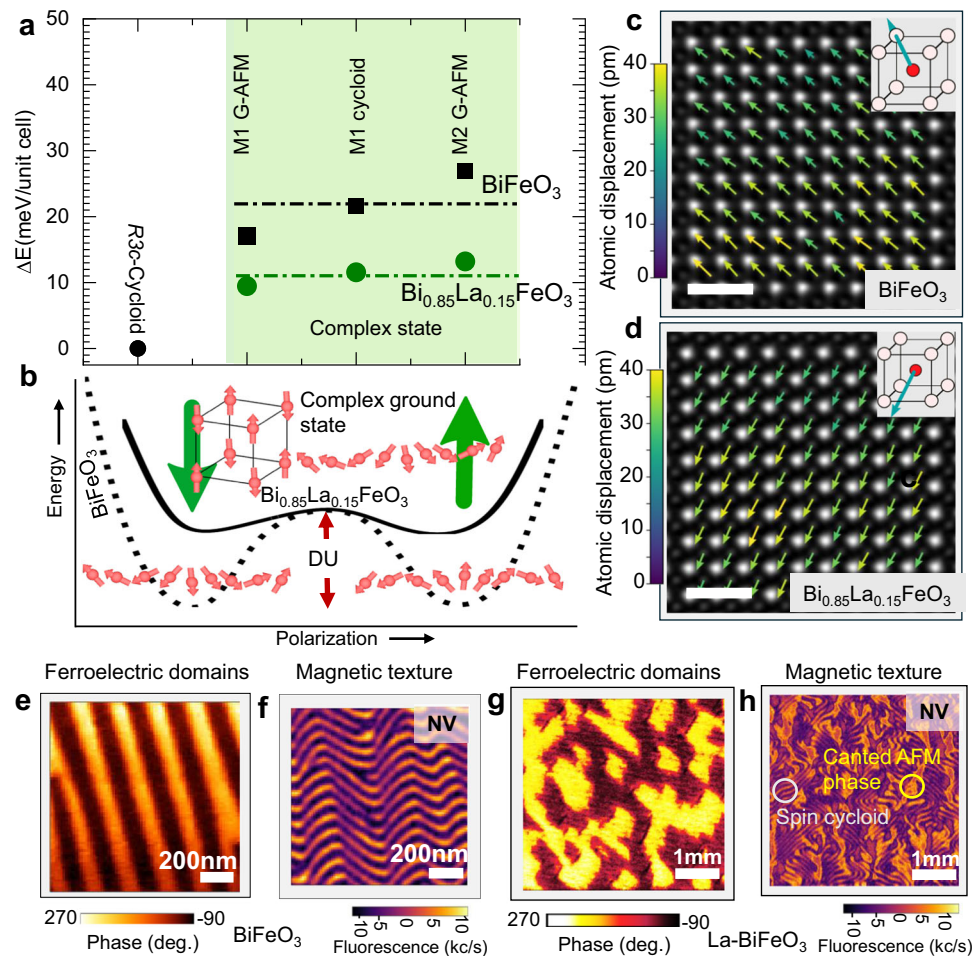 a
50
40
30
20
10
0
ΔE(meV/unit cell)
R3c-Cycloid
M1 G-AFM
M1 cycloid
M2 G-AFM
BiFeO3
Bi0.85La0.15FeO3
Complex state
b
Energy
BiFeO3
Complex ground
state
Bi0.85La0.15FeO3
DU
Polarization
c
Atomic displacement (pm)
40
30
20
10
0
BiFeO3
d
Atomic displacement (pm)
40
30
20
10
0
C
Bi0.85La0.15FeO3
Ferroelectric domains
Magnetic texture
Ferroelectric domains
Magnetic texture
e
200nm
f
NV
200nm
g
1mm
h
NV
Canted AFM
phase
Spin cycloid
1mm
270
-90
Phase (deg.)
BiFeO3
-10
-5
0
5
10
Fluorescence (kc/s)
270
-90
Phase (deg.)
La-BiFeO3
-10
-5
0
5
10
Fluorescence (kc/s)